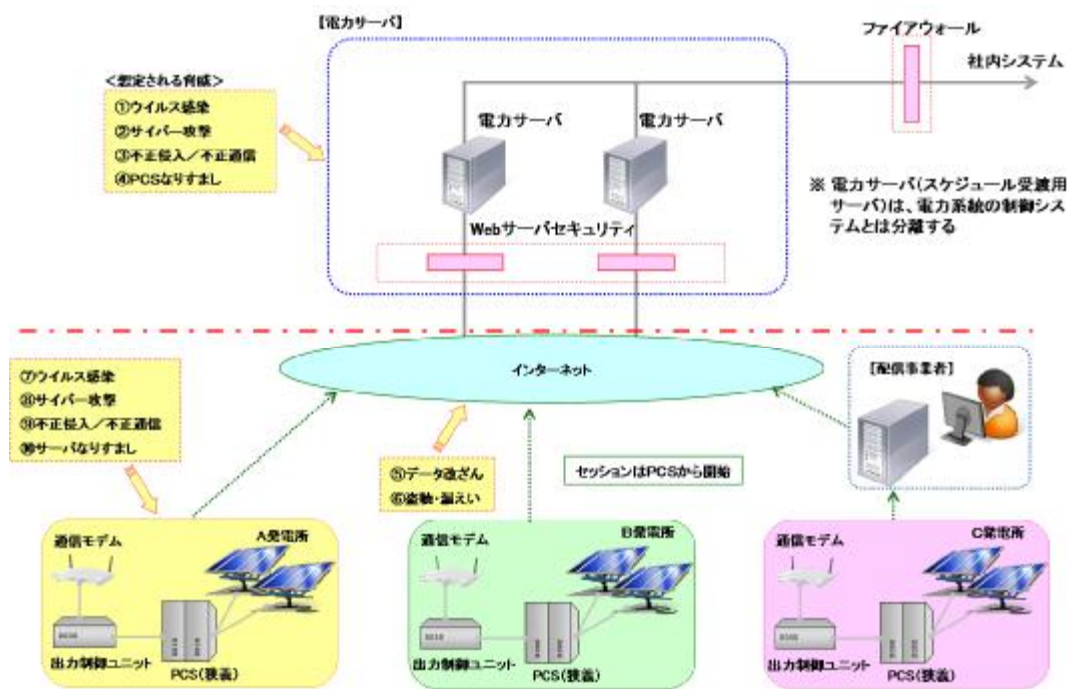 【電力サーバ】
ファイアウォール
社内システム
<想定される脅威>
①ウイルス感染
②サイバー攻撃
③不正侵入／不正通信
④PCSなりすまし
電力サーバ
電力サーバ
※ 電力サーバ(スケジュール受渡用
サーバ)は、電力系統の制御シス
テムとは分離する
Webサーバセキュリティ
インターネット
【配信事業者】
⑦ウイルス感染
⑧サイバー攻撃
⑨不正侵入／不正通信
⑩サーバなりすまし
⑤データ改ざん
⑥盗聴・漏えい
セッションはPCSから開始
A発電所
通信モデム
出力制御ユニット
PCS(狭義)
B発電所
通信モデム
出力制御ユニット
PCS(狭義)
C発電所
通信モデム
出力制御ユニット
PCS(狭義)